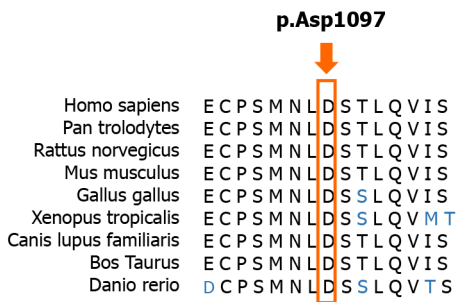 p.Asp1097
Homo sapiens E C P S M N L D S T L Q V I S
Pan trolodytes E C P S M N L D S T L Q V I S
Rattus norvegicus E C P S M N L D S T L Q V I S
Mus musculus E C P S M N L D S T L Q V I S
Gallus gallus E C P S M N L D S S L Q V I S
Xenopus tropicalis E C P S M N L D S S L Q V M T
Canis lupus familiaris E C P S M N L D S T L Q V I S
Bos Taurus E C P S M N L D S T L Q V I S
Danio rerio D C P S M N L D S S L Q V T S